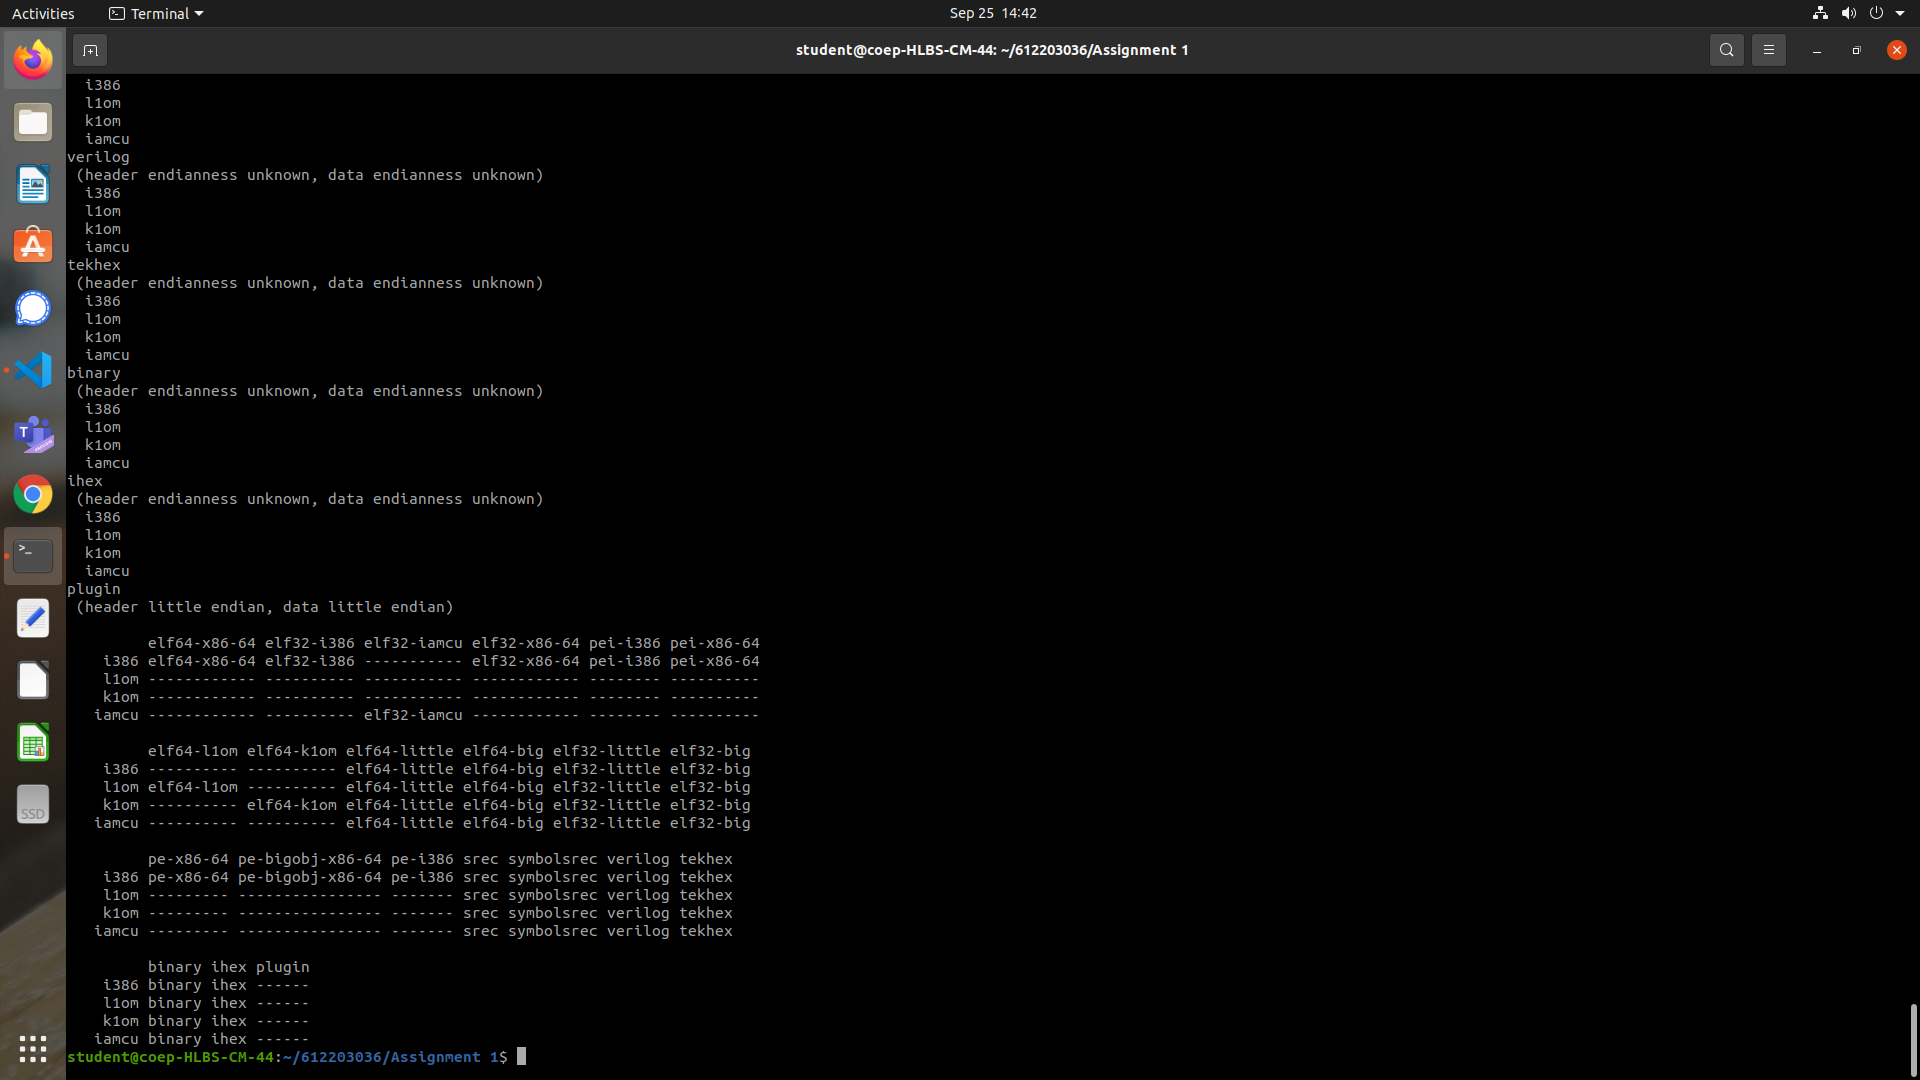 Activities Terminal Sep 25 14:42
student@coep-HLBS-CM-44: ~/612203036/Assignment 1
  i386
  l1om
  k1om
  iamcu
verilog
 (header endianness unknown, data endianness unknown)
  i386
  l1om
  k1om
  iamcu
tekhex
 (header endianness unknown, data endianness unknown)
  i386
  l1om
  k1om
  iamcu
binary
 (header endianness unknown, data endianness unknown)
  i386
  l1om
  k1om
  iamcu
ihex
 (header endianness unknown, data endianness unknown)
  i386
  l1om
  k1om
  iamcu
plugin
 (header little endian, data little endian)
         elf64-x86-64 elf32-i386 elf32-iamcu elf32-x86-64 pei-i386 pei-x86-64
    i386 elf64-x86-64 elf32-i386 ----------- elf32-x86-64 pei-i386 pei-x86-64
    l1om ------------ ---------- ----------- ------------ -------- ----------
    k1om ------------ ---------- ----------- ------------ -------- ----------
   iamcu ------------ ---------- elf32-iamcu ------------ -------- ----------
         elf64-l1om elf64-k1om elf64-little elf64-big elf32-little elf32-big
    i386 ---------- ---------- elf64-little elf64-big elf32-little elf32-big
    l1om elf64-l1om ---------- elf64-little elf64-big elf32-little elf32-big
    k1om ---------- elf64-k1om elf64-little elf64-big elf32-little elf32-big
   iamcu ---------- ---------- elf64-little elf64-big elf32-little elf32-big
         pe-x86-64 pe-bigobj-x86-64 pe-i386 srec symbolsrec verilog tekhex
    i386 pe-x86-64 pe-bigobj-x86-64 pe-i386 srec symbolsrec verilog tekhex
    l1om --------- ---------------- ------- srec symbolsrec verilog tekhex
    k1om --------- ---------------- ------- srec symbolsrec verilog tekhex
   iamcu --------- ---------------- ------- srec symbolsrec verilog tekhex
         binary ihex plugin
    i386 binary ihex ------
    l1om binary ihex ------
    k1om binary ihex ------
   iamcu binary ihex ------
student@coep-HLBS-CM-44:~/612203036/Assignment 1$
T
SSD